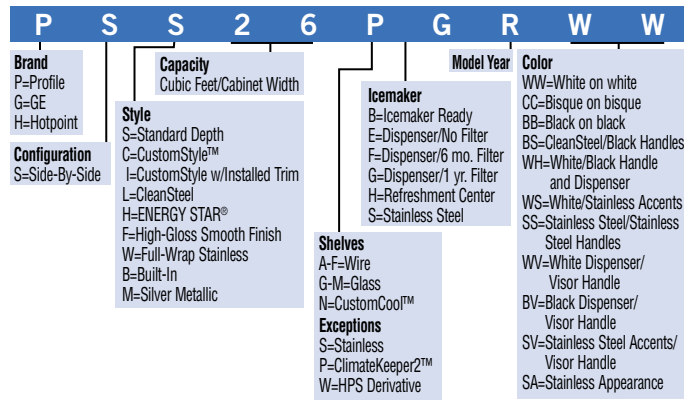 P S S 2 6 P G R W W
Brand
P=Profile
G=GE
H=Hotpoint
Configuration
S=Side-By-Side
Capacity
Cubic Feet/Cabinet Width
Style
S=Standard Depth
C=CustomStyle™
I=CustomStyle w/Installed Trim
L=CleanSteel
H=ENERGY STAR®
F=High-Gloss Smooth Finish
W=Full-Wrap Stainless
B=Built-In
M=Silver Metallic
Shelves
A-F=Wire
G-M=Glass
N=CustomCool™
Exceptions
S=Stainless
P=ClimateKeeper2™
W=HPS Derivative
Icemaker
B=Icemaker Ready
E=Dispenser/No Filter
F=Dispenser/6 mo. Filter
G=Dispenser/1 yr. Filter
H=Refreshment Center
S=Stainless Steel
Model Year
Color
WW=White on white
CC=Bisque on bisque
BB=Black on black
BS=CleanSteel/Black Handles
WH=White/Black Handle
and Dispenser
WS=White/Stainless Accents
SS=Stainless Steel/Stainless
Steel Handles
WV=White Dispenser/
Visor Handle
BV=Black Dispenser/
Visor Handle
SV=Stainless Steel Accents/
Visor Handle
SA=Stainless Appearance